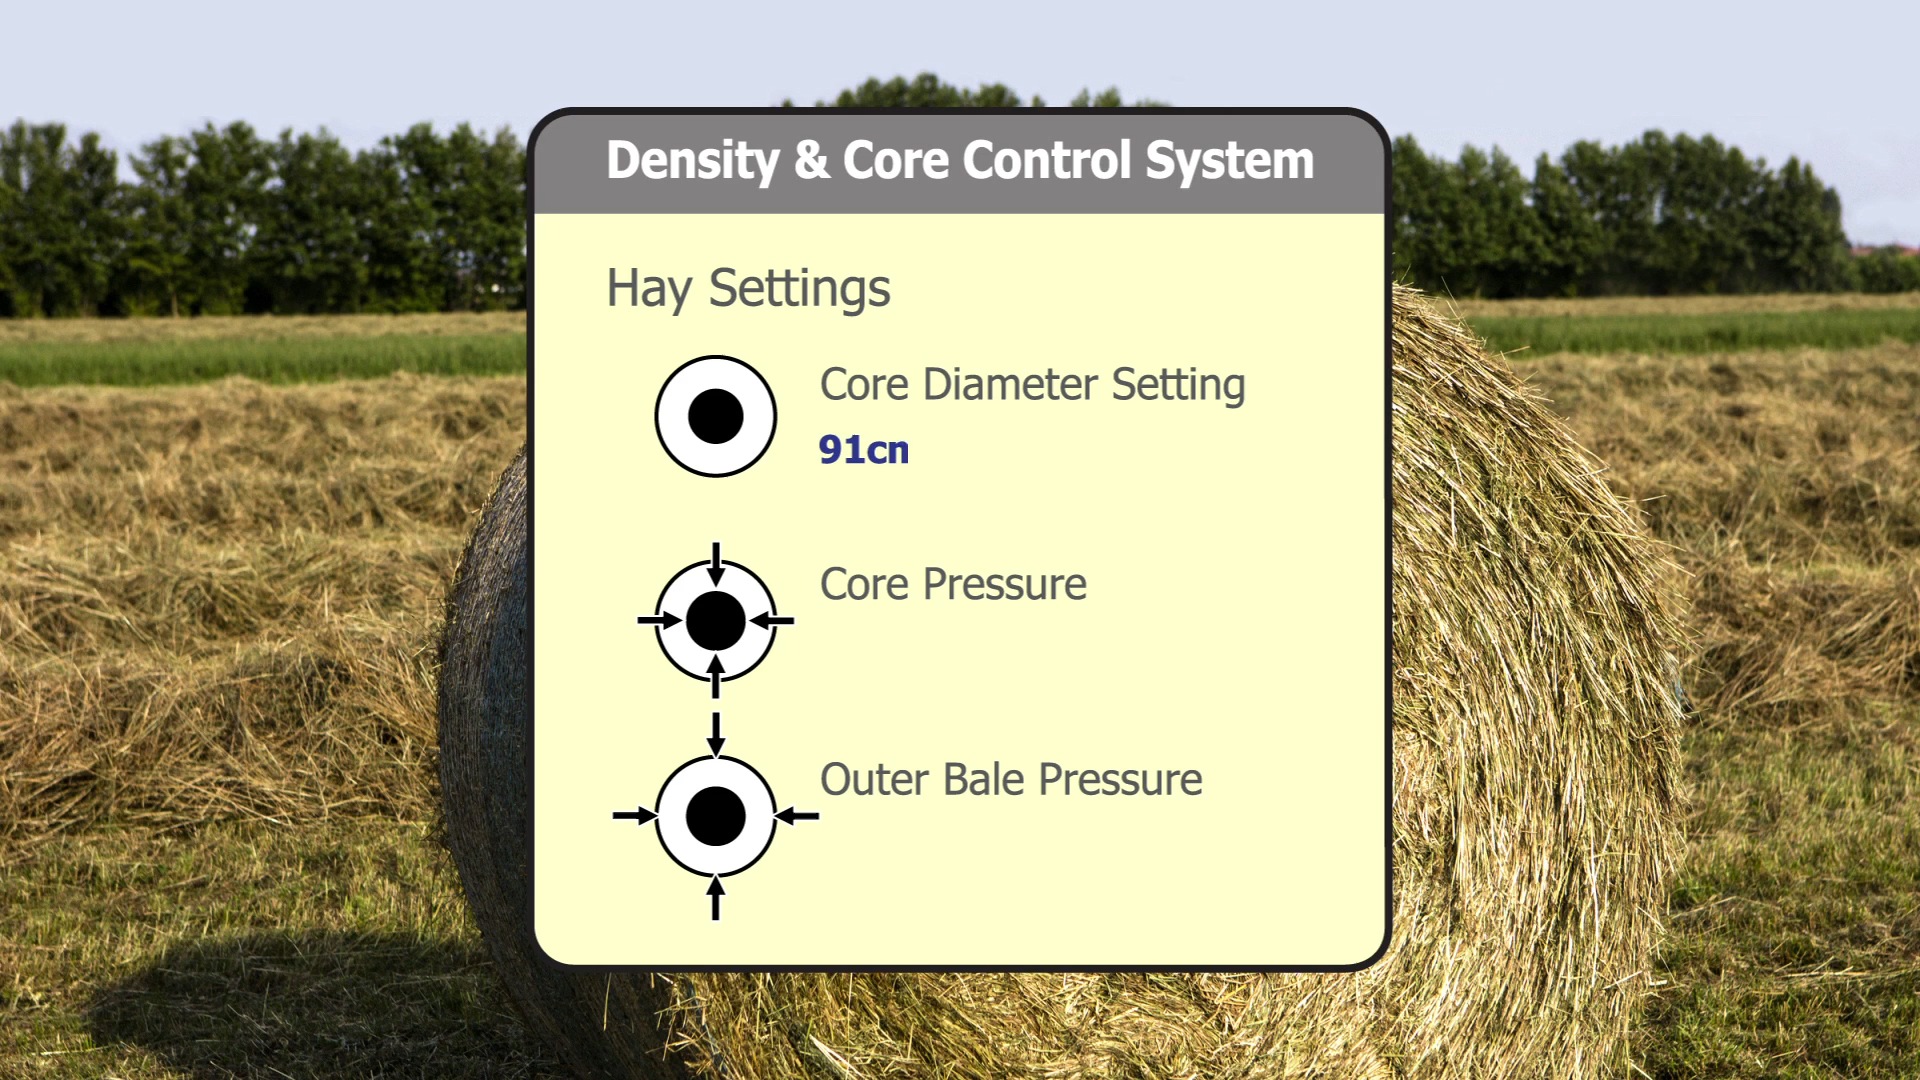 Density & Core Control System
Hay Settings
Core Diameter Setting
91cn
Core Pressure
Outer Bale Pressure